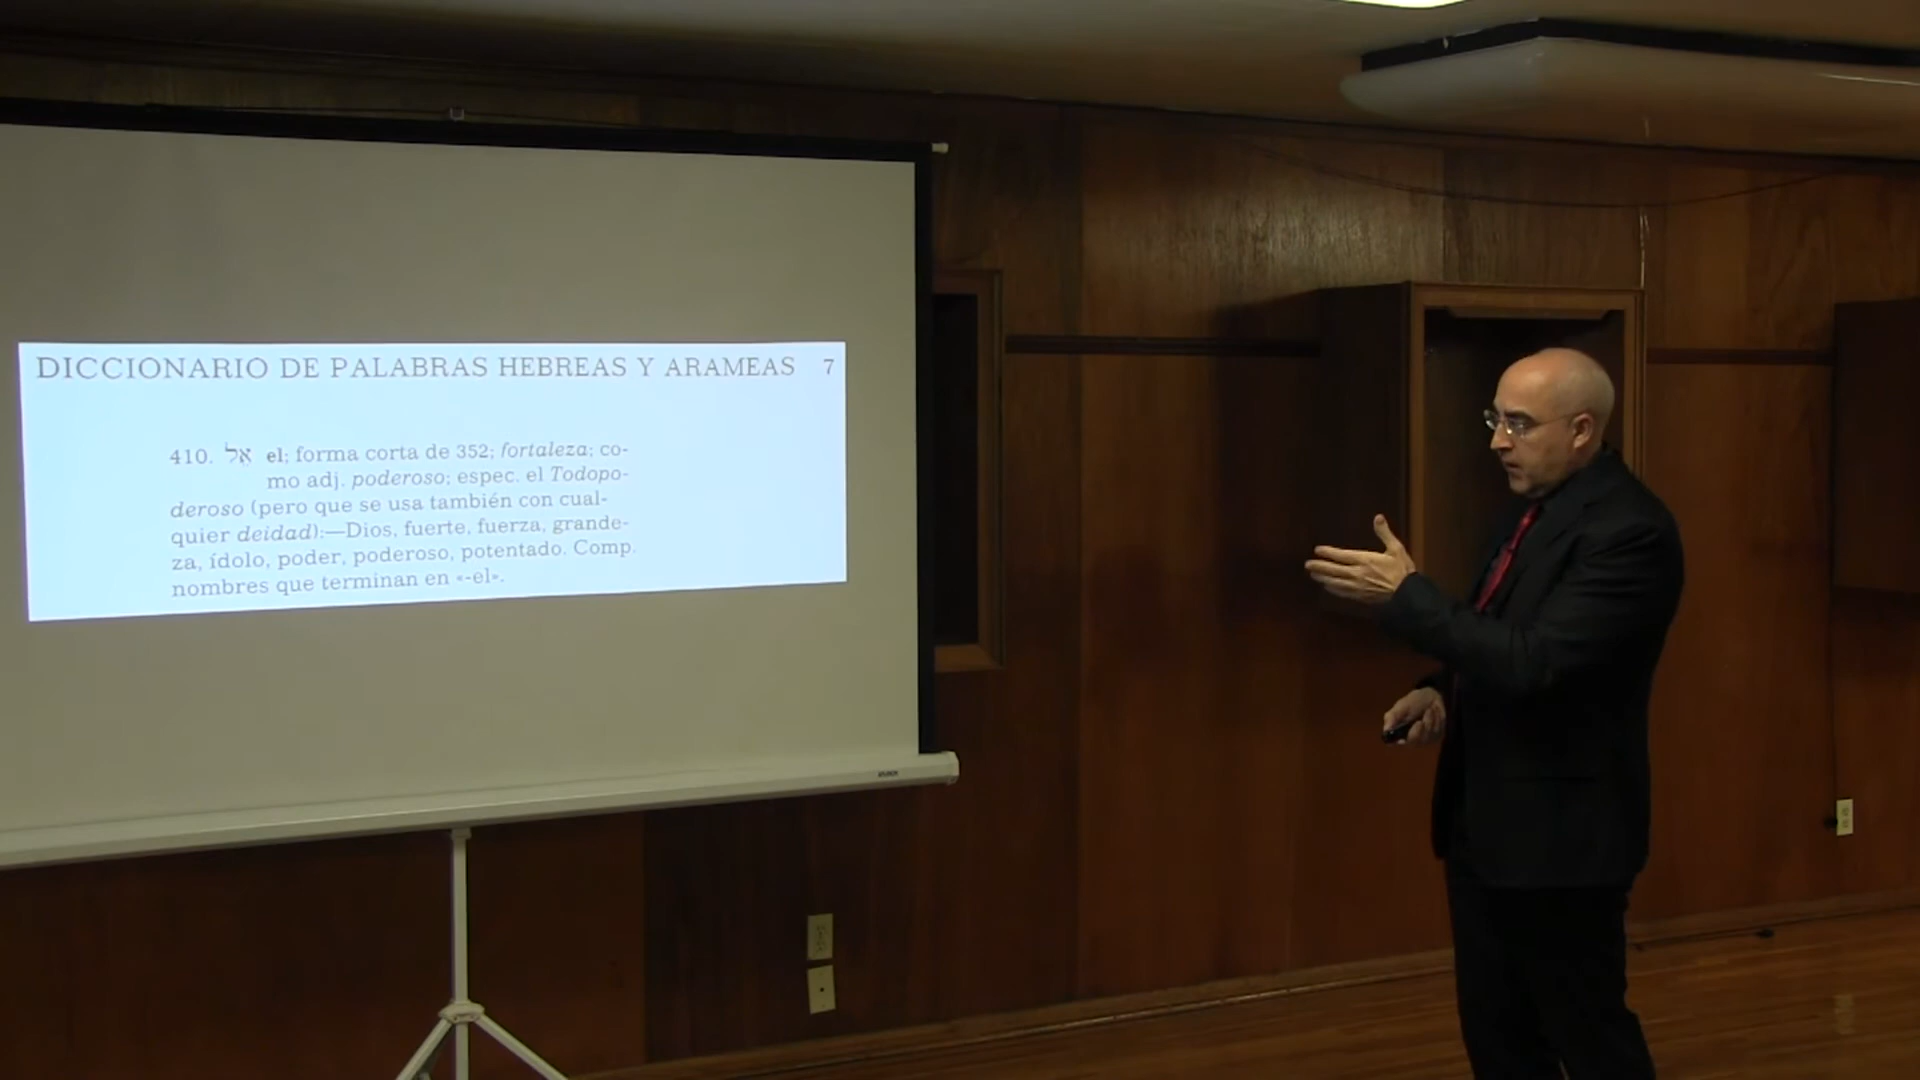 DICCIONARIO DE PALABRAS HEBREAS Y ARAMEAS 7
410. אֵל el; forma corta de 352; fortaleza; co-
mo adj. poderoso; espec. el Todopo-
deroso (pero que se usa también con cual-
quier deidad):—Dios, fuerte, fuerza, grande-
za, ídolo, poder, poderoso, potentado. Comp.
nombres que terminan en «-el».